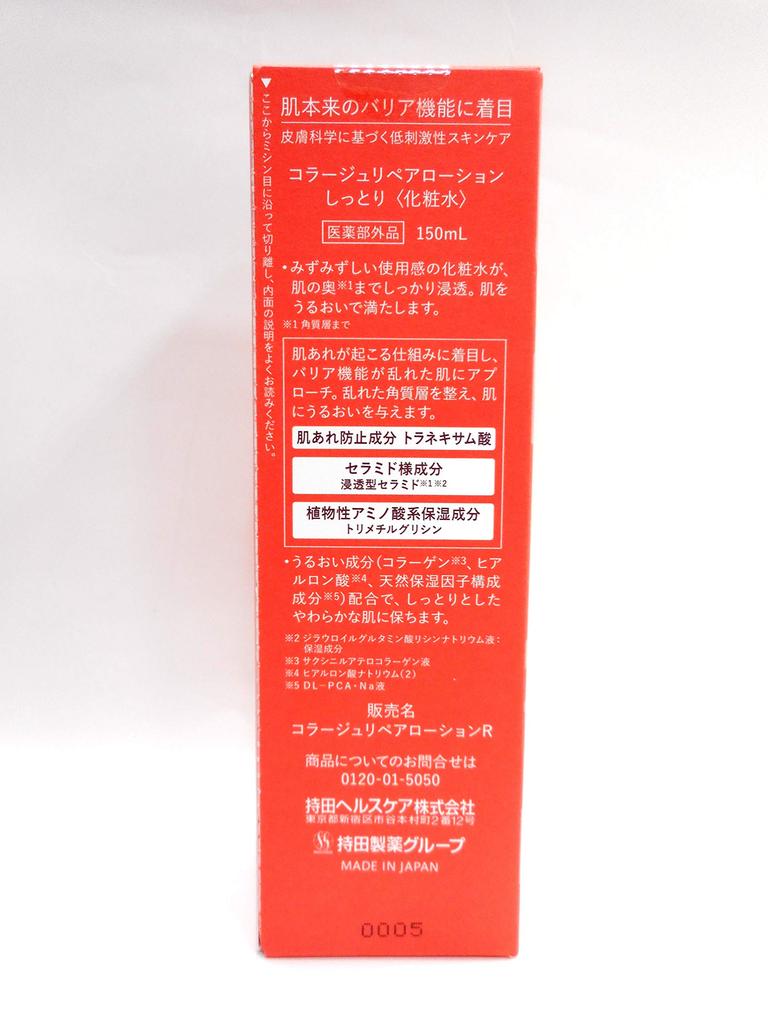 ▼ここからミシン目に沿って切り離し、内面の説明をよくお読みください。
肌本来のバリア機能に着目
皮膚科学に基づく低刺激性スキンケア
コラージュリペアローション
しっとり〈化粧水〉
医薬部外品 150mL
・みずみずしい使用感の化粧水が、
肌の奥※1までしっかり浸透。肌を
うるおいで満たします。
※1 角質層まで
肌あれが起こる仕組みに着目し、
バリア機能が乱れた肌にアプ
ローチ。乱れた角質層を整え、肌
にうるおいを与えます。
肌あれ防止成分 トラネキサム酸
セラミド様成分
浸透型セラミド※1※2
植物性アミノ酸系保湿成分
トリメチルグリシン
・うるおい成分(コラーゲン※3、ヒア
ルロン酸※4、天然保湿因子構成
成分※5)配合で、しっとりとした
やわらかな肌に保ちます。
※2 ジラウロイルグルタミン酸リシンナトリウム液:
保湿成分
※3 サクシニルアテロコラーゲン液
※4 ヒアルロン酸ナトリウム(2)
※5 DL-PCA・Na液
販売名
コラージュリペアローションR
商品についてのお問合せは
0120-01-5050
持田ヘルスケア株式会社
東京都新宿区市谷本村町2番12号
持田製薬グループ
MADE IN JAPAN
0005